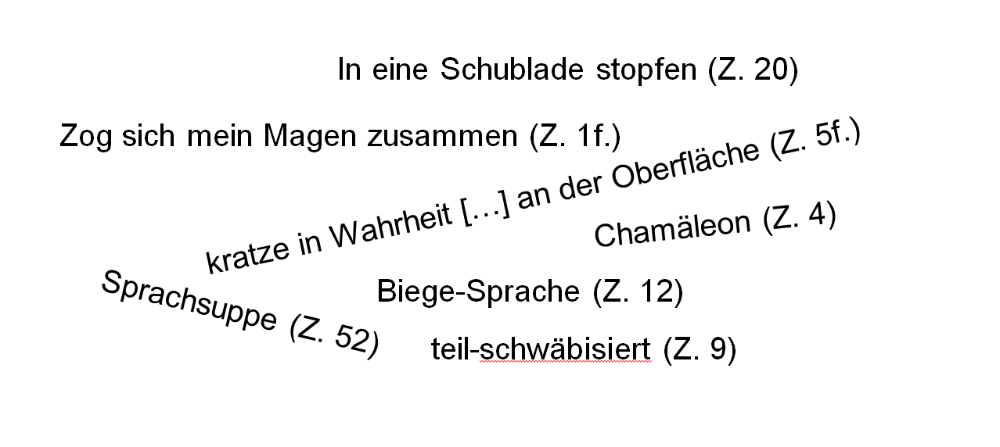 In eine Schublade stopfen (Z. 20)
Zog sich mein Magen zusammen (Z. 1f.)
kratze in Wahrheit […] an der Oberfläche (Z. 5f.)
Chamäleon (Z. 4)
Sprachsuppe (Z. 52)
Biege-Sprache (Z. 12)
teil-schwäbisiert (Z. 9)